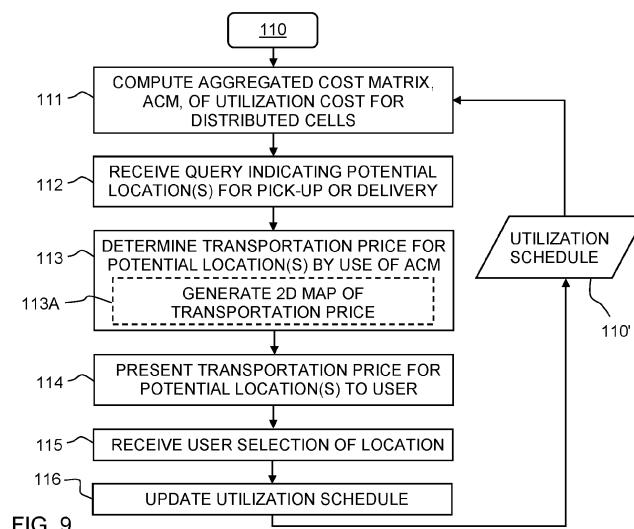 110
111
COMPUTE AGGREGATED COST MATRIX,
ACM, OF UTILIZATION COST FOR
DISTRIBUTED CELLS
112
RECEIVE QUERY INDICATING POTENTIAL
LOCATION(S) FOR PICK-UP OR DELIVERY
113
DETERMINE TRANSPORTATION PRICE FOR
POTENTIAL LOCATION(S) BY USE OF ACM
113A
GENERATE 2D MAP OF
TRANSPORTATION PRICE
114
PRESENT TRANSPORTATION PRICE FOR
POTENTIAL LOCATION(S) TO USER
115
RECEIVE USER SELECTION OF LOCATION
116
UPDATE UTILIZATION SCHEDULE
UTILIZATION
SCHEDULE
110'
FIG. 9